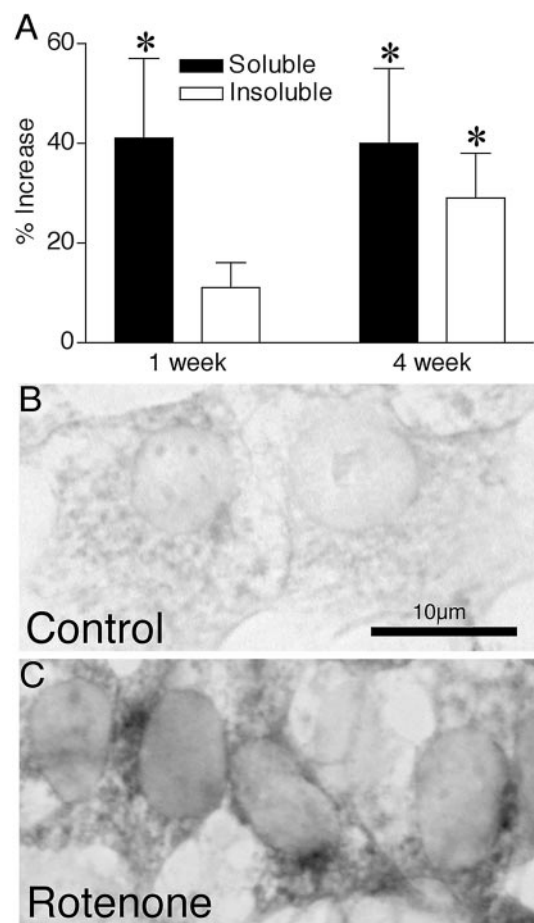 A
60
40
20
0
% Increase
*
*
*
Soluble
Insoluble
1 week
4 week
B
Control
10μm
C
Rotenone